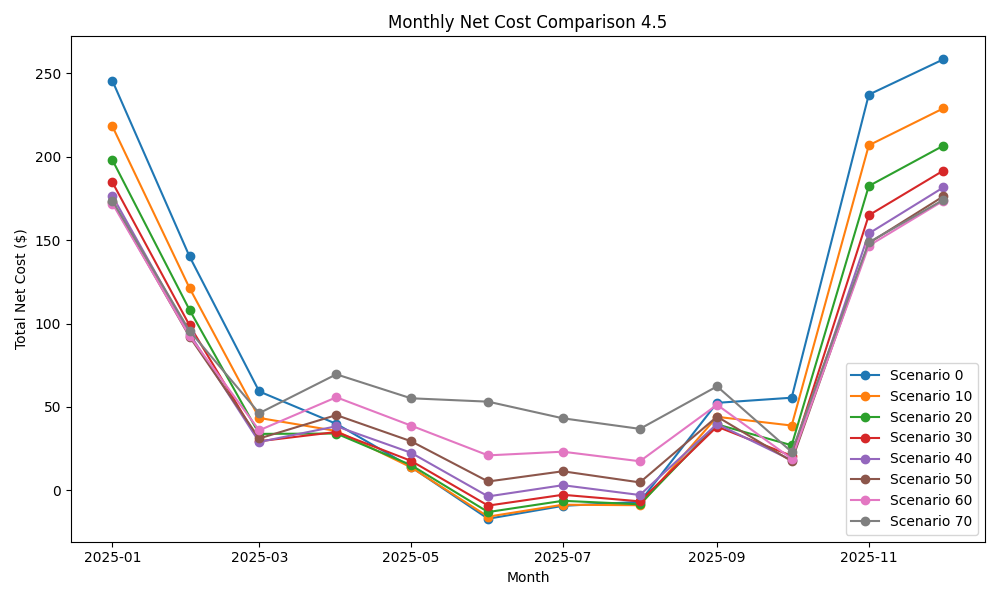 Monthly Net Cost Comparison 4.5
Total Net Cost ($)
250
200
150
100
50
0
2025-01
2025-03
2025-05
2025-07
2025-09
2025-11
Month
Scenario 0
Scenario 10
Scenario 20
Scenario 30
Scenario 40
Scenario 50
Scenario 60
Scenario 70